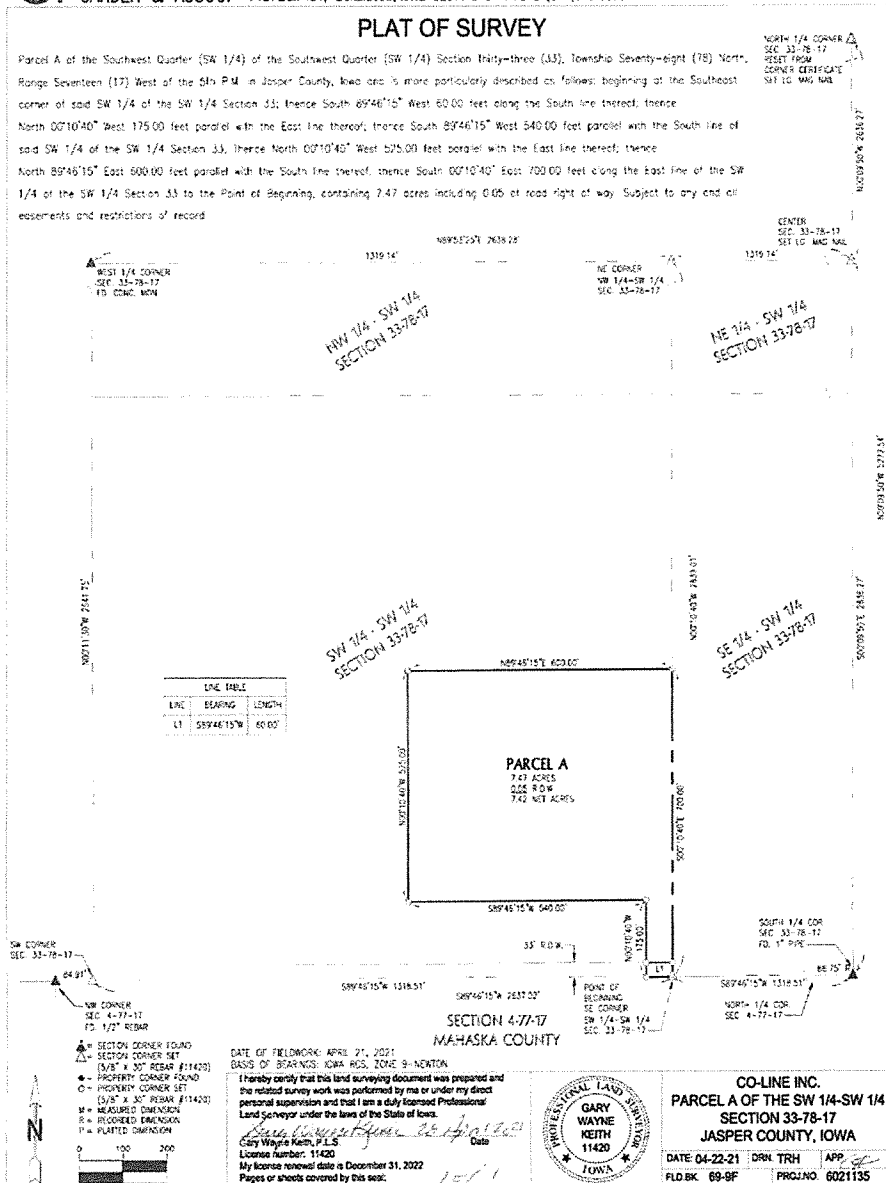 PLAT OF SURVEY
Parcel A of the Southwest Quarter (SW 1/4) of the Southwest Quarter (SW 1/4) Section Thirty-three (33), Township Seventy-eight (78) North,
Range Seventeen (17) West of the 5th P.M. in Jasper County, Iowa and is more particularly described as follows: beginning at the Southeast
corner of said SW 1/4 of the SW 1/4 Section 33; thence South 89°46'15" West 60.00 feet along the South line thereof; thence
North 00°10'40" West 175.00 feet parallel with the East line thereof; thence South 89°46'15" West 540.00 feet parallel with the South line of
said SW 1/4 of the SW 1/4 Section 33, thence North 00°10'40" West 525.00 feet parallel with the East line thereof; thence
North 89°46'15" East 600.00 feet parallel with the South line thereof, thence South 00°10'40" East 700.00 feet along the East line of the SW
1/4 of the SW 1/4 Section 33 to the Point of Beginning, containing 7.47 acres including 0.05 of road right of way. Subject to any and all
easements and restrictions of record
NORTH 1/4 CORNER
SEC. 33-78-17
RESET FROM
CORNER CERTIFICATE
SET LG. MAG NAIL
CENTER
SEC. 33-78-17
SET LG. MAG NAIL
2638.28'
1319.14'
1319.14'
WEST 1/4 CORNER
SEC. 33-78-17
FD. CONC. MON
NE CORNER
NW 1/4-SW 1/4
SEC. 33-78-17
NW 1/4 - SW 1/4
SECTION 33-78-17
NE 1/4 - SW 1/4
SECTION 33-78-17
SW 1/4 - SW 1/4
SECTION 33-78-17
SE 1/4 - SW 1/4
SECTION 33-78-17
N89°46'15"E 600.00'
LINE TABLE
LINE BEARING LENGTH
L1 S89°46'15"W 60.00'
PARCEL A
7.47 ACRES
0.05 R.O.W.
7.42 NET ACRES
N00°10'40"W 525.00'
S00°10'40"E 700.00'
S89°46'15"W 540.00'
N00°10'40"W
175.00'
33' R.O.W.
L1
SW CORNER
SEC. 33-78-17
84.91'
SOUTH 1/4 COR.
SEC. 33-78-17
FD. 1" PIPE
S89°46'15"W 1318.51'
S89°46'15"W 2637.02'
S89°46'15"W 1318.51'
NW CORNER
SEC 4-77-17
FD. 1/2" REBAR
POINT OF
BEGINNING
SE CORNER
SW 1/4-SW 1/4
SEC. 33-78-17
NORTH 1/4 COR.
SEC 4-77-17
SECTION 4-77-17
MAHASKA COUNTY
= SECTION CORNER FOUND
= SECTION CORNER SET
(5/8" X 30" REBAR #11420)
= PROPERTY CORNER FOUND
= PROPERTY CORNER SET
(5/8" X 30" REBAR #11420)
M = MEASURED DIMENSION
R = RECORDED DIMENSION
P = PLATTED DIMENSION
N
0 100 200
DATE OF FIELDWORK: APRIL 21, 2021
BASIS OF BEARINGS: IOWA RCS, ZONE 9-NEWTON
I hereby certify that this land surveying document was prepared and
the related survey work was performed by me or under my direct
personal supervision and that I am a duly licensed Professional
Land Surveyor under the laws of the State of Iowa.
Gary Wayne Keith, P.L.S. Date
License number: 11420
My license renewal date is December 31, 2022
Pages or sheets covered by this seal:
PROFESSIONAL LAND SURVEYOR
GARY
WAYNE
KEITH
11420
IOWA
CO-LINE INC.
PARCEL A OF THE SW 1/4-SW 1/4
SECTION 33-78-17
JASPER COUNTY, IOWA
DATE: 04-22-21 DRN. TRH APP.
FLD.BK. 69-9F PROJ.NO. 6021135